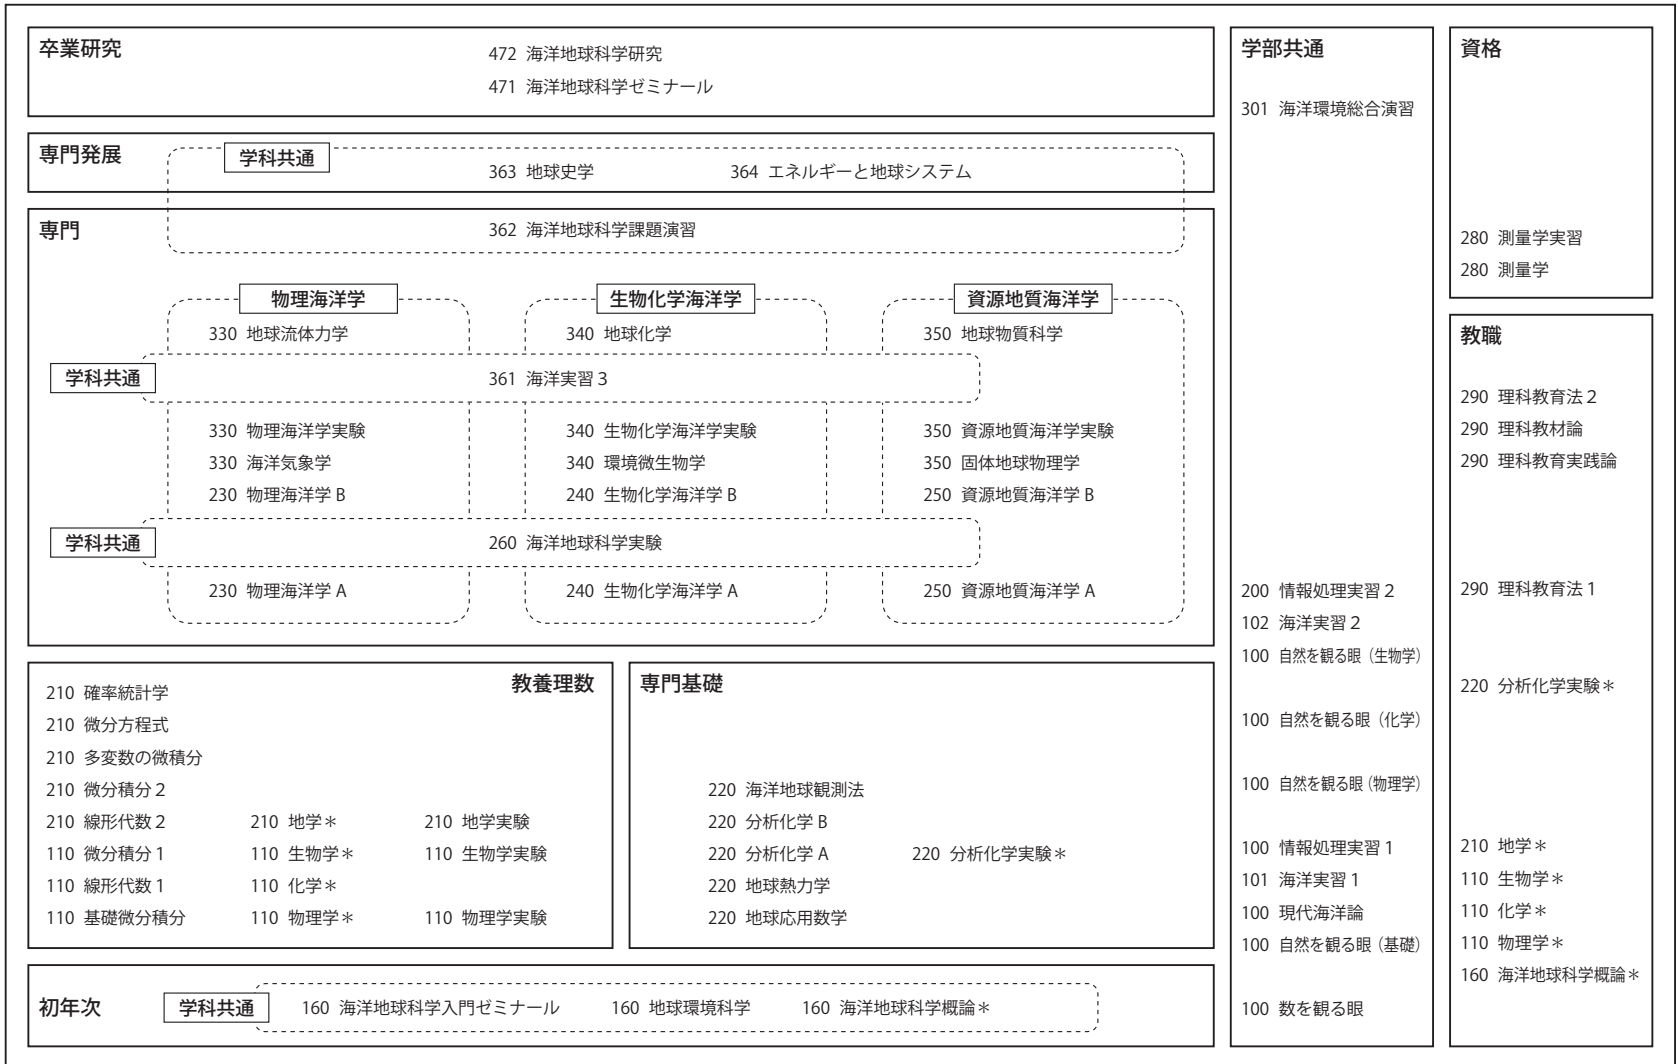 卒業研究
472 海洋地球科学研究
471 海洋地球科学ゼミナール
専門発展
学科共通
363 地球史学
364 エネルギーと地球システム
専門
362 海洋地球科学課題演習
物理海洋学
生物化学海洋学
資源地質海洋学
330 地球流体力学
340 地球化学
350 地球物質科学
学科共通
361 海洋実習 3
330 物理海洋学実験
340 生物化学海洋学実験
350 資源地質海洋学実験
330 海洋気象学
340 環境微生物学
350 固体地球物理学
230 物理海洋学 B
240 生物化学海洋学 B
250 資源地質海洋学 B
学科共通
260 海洋地球科学実験
230 物理海洋学 A
240 生物化学海洋学 A
250 資源地質海洋学 A
教養理数
210 確率統計学
210 微分方程式
210 多変数の微積分
210 微分積分 2
210 線形代数 2
210 地学＊
210 地学実験
110 微分積分 1
110 生物学＊
110 生物学実験
110 線形代数 1
110 化学＊
110 基礎微分積分
110 物理学＊
110 物理学実験
専門基礎
220 海洋地球観測法
220 分析化学 B
220 分析化学 A
220 分析化学実験＊
220 地球熱力学
220 地球応用数学
初年次
学科共通
160 海洋地球科学入門ゼミナール
160 地球環境科学
160 海洋地球科学概論＊
学部共通
301 海洋環境総合演習
200 情報処理実習 2
102 海洋実習 2
100 自然を観る眼（生物学）
100 自然を観る眼（化学）
100 自然を観る眼（物理学）
100 情報処理実習 1
101 海洋実習 1
100 現代海洋論
100 自然を観る眼（基礎）
100 数を観る眼
資格
280 測量学実習
280 測量学
教職
290 理科教育法 2
290 理科教材論
290 理科教育実践論
290 理科教育法 1
220 分析化学実験＊
210 地学＊
110 生物学＊
110 化学＊
110 物理学＊
160 海洋地球科学概論＊